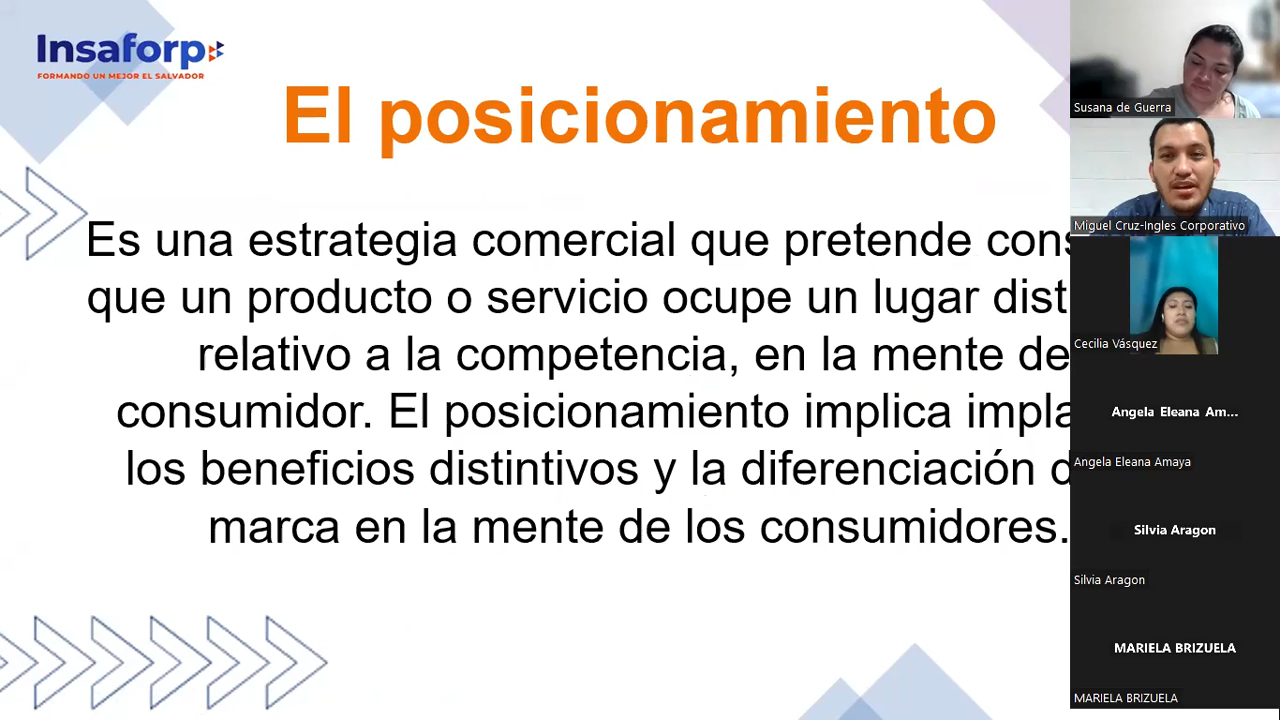 Insaforp
FORMANDO UN MEJOR EL SALVADOR
El posicionamiento
Es una estrategia comercial que pretende cons
que un producto o servicio ocupe un lugar dist
relativo a la competencia, en la mente de
consumidor. El posicionamiento implica impla
los beneficios distintivos y la diferenciación d
marca en la mente de los consumidores.
Susana de Guerra
Miguel Cruz-Ingles Corporativo
Cecilia Vásquez
Angela Eleana Am...
Angela Eleana Amaya
Silvia Aragon
Silvia Aragon
MARIELA BRIZUELA
MARIELA BRIZUELA